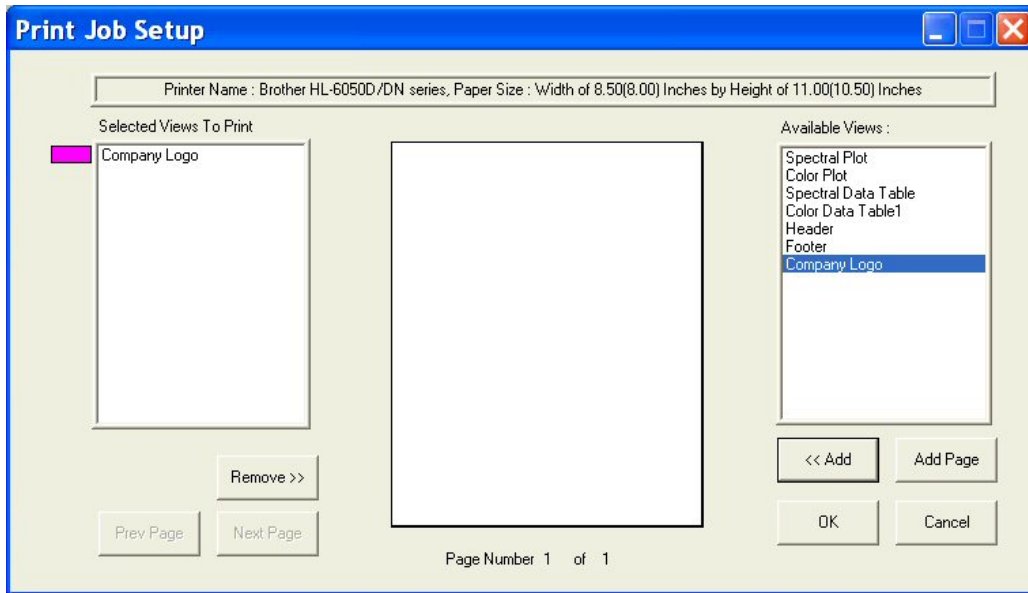 Print Job Setup
Printer Name : Brother HL-6050D/DN series, Paper Size : Width of 8.50(8.00) Inches by Height of 11.00(10.50) Inches
Selected Views To Print
Company Logo
Available Views :
Spectral Plot
Color Plot
Spectral Data Table
Color Data Table1
Header
Footer
Company Logo
Remove >>
Prev Page
Next Page
<< Add
Add Page
OK
Cancel
Page Number 1 of 1